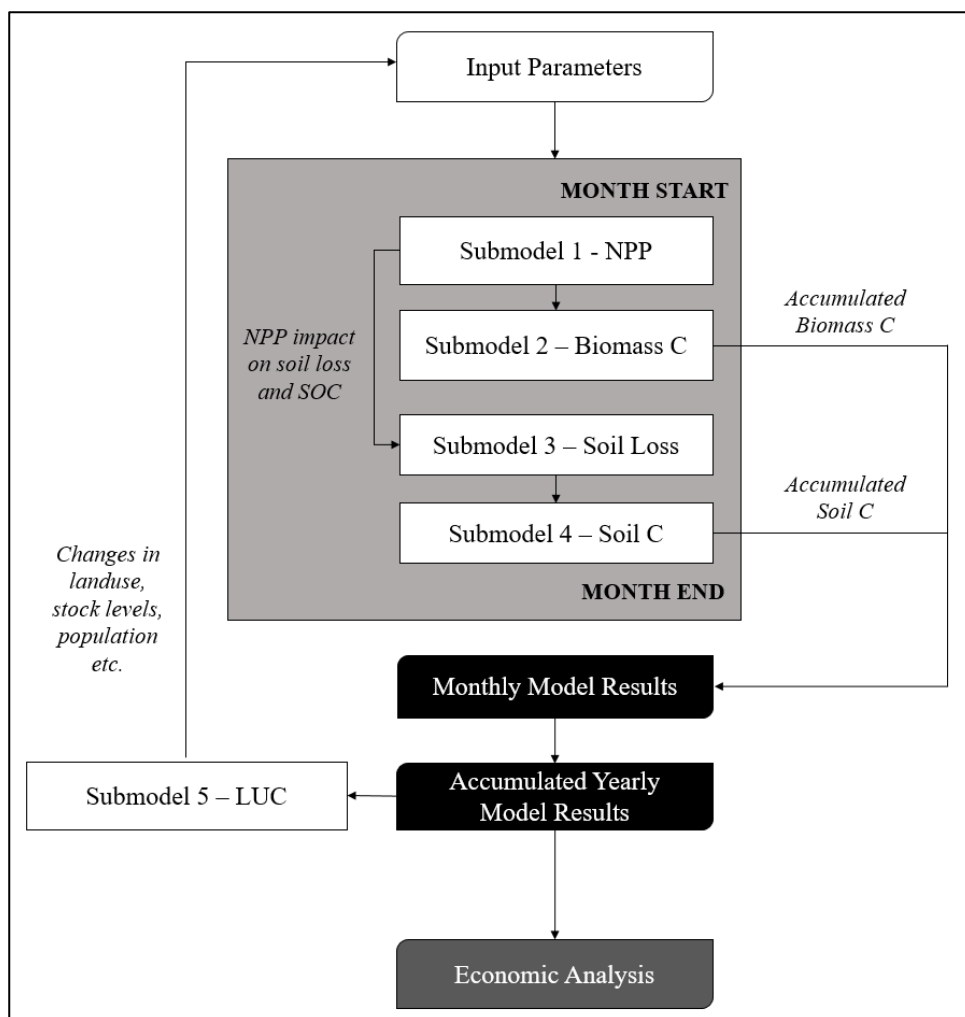 Input Parameters
MONTH START
Submodel 1 - NPP
Accumulated
Biomass C
NPP impact
on soil loss
and SOC
Submodel 2 – Biomass C
Submodel 3 – Soil Loss
Accumulated
Soil C
Submodel 4 – Soil C
Changes in
landuse,
stock levels,
population
etc.
MONTH END
Monthly Model Results
Submodel 5 – LUC
Accumulated Yearly
Model Results
Economic Analysis